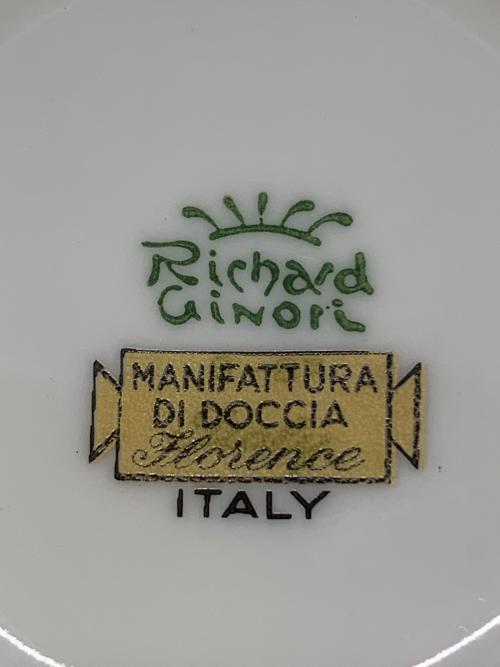 Richard
Ginori
MANIFATTURA
DI DOCCIA
Florence
ITALY